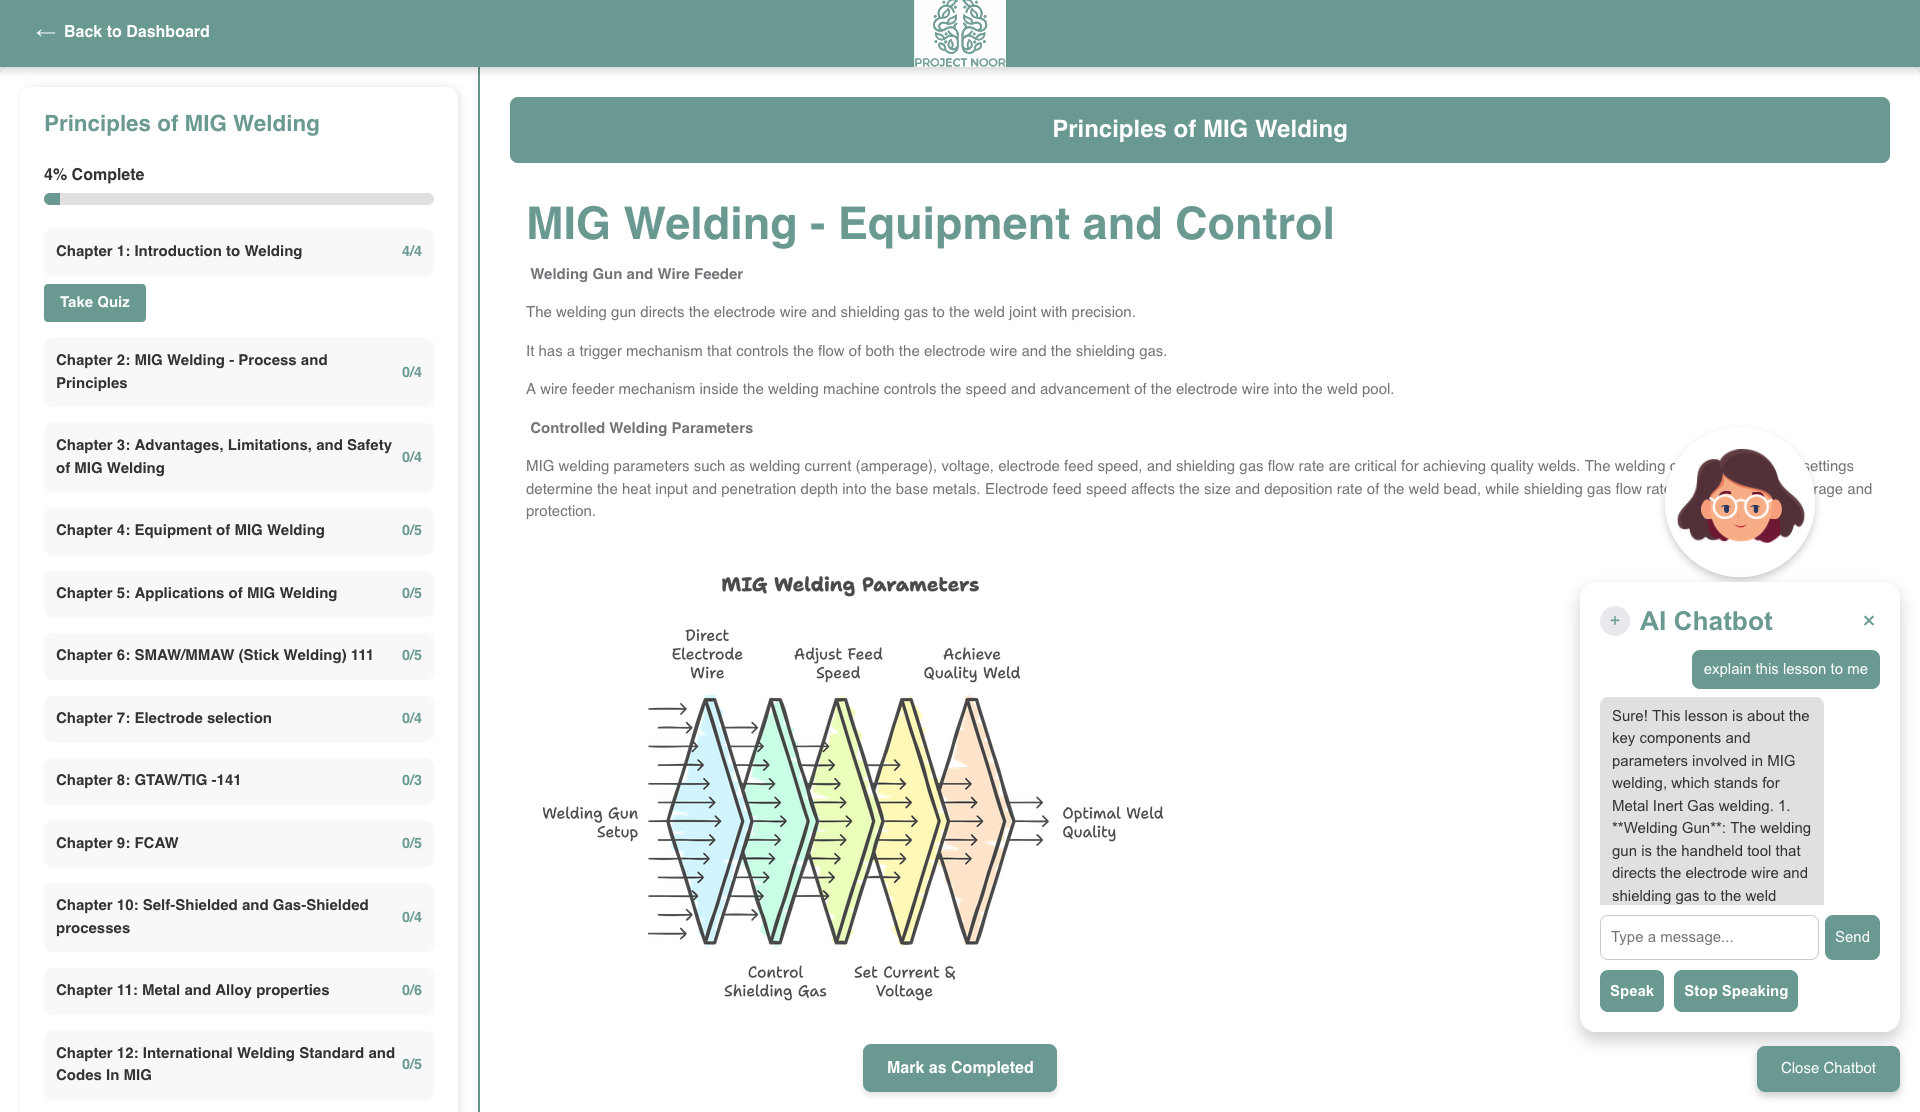 ← Back to Dashboard
PROJECT NOOR
Principles of MIG Welding
4% Complete
Chapter 1: Introduction to Welding 4/4
Take Quiz
Chapter 2: MIG Welding - Process and
Principles
0/4
Chapter 3: Advantages, Limitations, and Safety
of MIG Welding
0/4
Chapter 4: Equipment of MIG Welding 0/5
Chapter 5: Applications of MIG Welding 0/5
Chapter 6: SMAW/MMAW (Stick Welding) 111 0/5
Chapter 7: Electrode selection 0/4
Chapter 8: GTAW/TIG -141 0/3
Chapter 9: FCAW 0/5
Chapter 10: Self-Shielded and Gas-Shielded
processes
0/4
Chapter 11: Metal and Alloy properties 0/6
Chapter 12: International Welding Standard and
Codes In MIG
0/5
Principles of MIG Welding
MIG Welding - Equipment and Control
Welding Gun and Wire Feeder
The welding gun directs the electrode wire and shielding gas to the weld joint with precision.
It has a trigger mechanism that controls the flow of both the electrode wire and the shielding gas.
A wire feeder mechanism inside the welding machine controls the speed and advancement of the electrode wire into the weld pool.
Controlled Welding Parameters
MIG welding parameters such as welding current (amperage), voltage, electrode feed speed, and shielding gas flow rate are critical for achieving quality welds. The welding settings
determine the heat input and penetration depth into the base metals. Electrode feed speed affects the size and deposition rate of the weld bead, while shielding gas flow and
protection.
MIG Welding Parameters
Direct
Electrode
Wire
Adjust Feed
Speed
Achieve
Quality Weld
Welding Gun
Setup
Optimal Weld
Quality
Control
Shielding Gas
Set Current &
Voltage
Mark as Completed
+ AI Chatbot ×
explain this lesson to me
Sure! This lesson is about the
key components and
parameters involved in MIG
welding, which stands for
Metal Inert Gas welding. 1.
**Welding Gun**: The welding
gun is the handheld tool that
directs the electrode wire and
shielding gas to the weld
Type a message...
Send
Speak
Stop Speaking
Close Chatbot